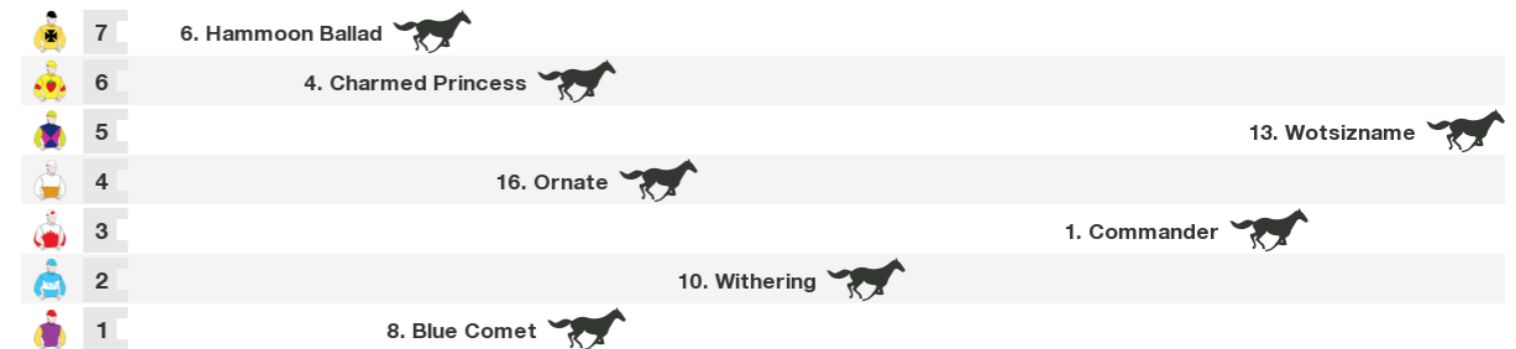 7 6. Hammoon Ballad
6 4. Charmed Princess
5 13. Wotsizname
4 16. Ornate
3 1. Commander
2 10. Withering
1 8. Blue Comet